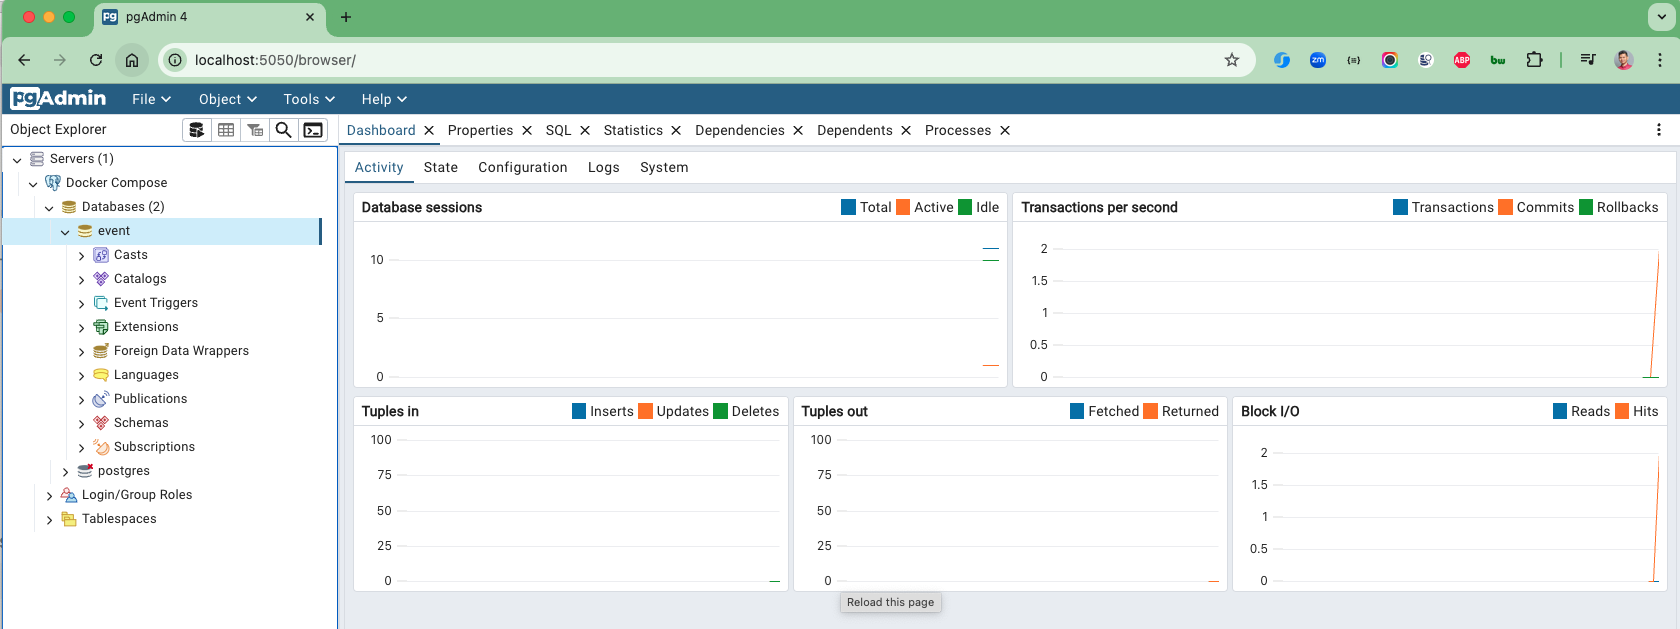 pgAdmin 4
localhost:5050/browser/
zm
ABP
bw
pgAdmin File Object Tools Help
Object Explorer
Dashboard Properties SQL Statistics Dependencies Dependents Processes
Servers (1)
Docker Compose
Databases (2)
event
Casts
Catalogs
Event Triggers
Extensions
Foreign Data Wrappers
Languages
Publications
Schemas
Subscriptions
postgres
Login/Group Roles
Tablespaces
Activity State Configuration Logs System
Database sessions Total Active Idle
10
5
0
Transactions per second Transactions Commits Rollbacks
2
1.5
1
0.5
0
Tuples in Inserts Updates Deletes
100
75
50
25
0
Tuples out Fetched Returned
100
75
50
25
0
Block I/O Reads Hits
2
1.5
1
0.5
0
Reload this page